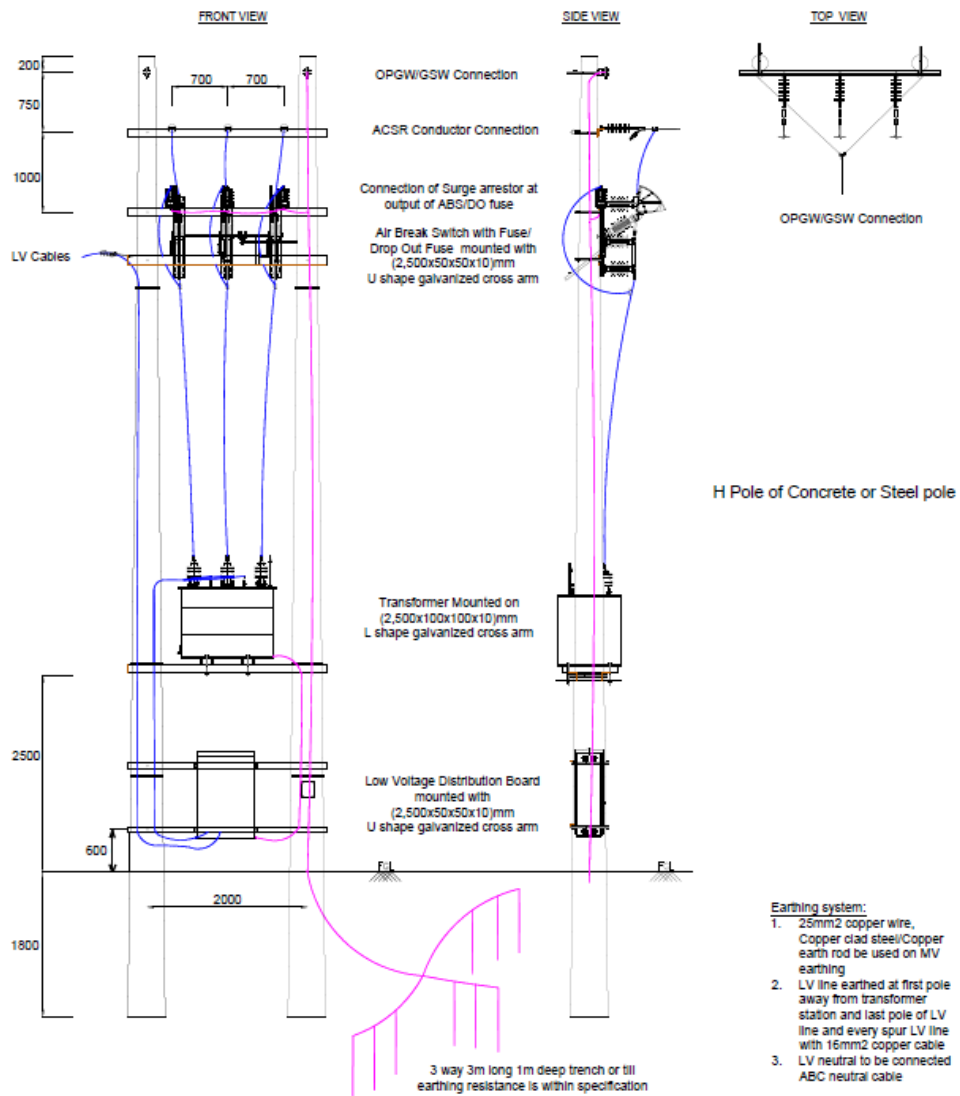 FRONT VIEW
SIDE VIEW
TOP VIEW
200
750
1000
700
700
OPGW/GSW Connection
ACSR Conductor Connection
Connection of Surge arrestor at
output of ABS/DO fuse
Air Break Switch with Fuse/
Drop Out Fuse mounted with
(2,500x50x50x10)mm
U shape galvanized cross arm
LV Cables
OPGW/GSW Connection
H Pole of Concrete or Steel pole
Transformer Mounted on
(2,500x100x100x10)mm
L shape galvanized cross arm
2500
Low Voltage Distribution Board
mounted with
(2,500x50x50x10)mm
U shape galvanized cross arm
600
F.G.L
F.G.L
2000
1800
3 way 3m long 1m deep trench or till
earthing resistance is within specification
Earthing system:
1. 25mm2 copper wire,
Copper clad steel/Copper
earth rod be used on MV
earthing
2. LV line earthed at first pole
away from transformer
station and last pole of LV
line and every spur LV line
with 16mm2 copper cable
3. LV neutral to be connected
ABC neutral cable